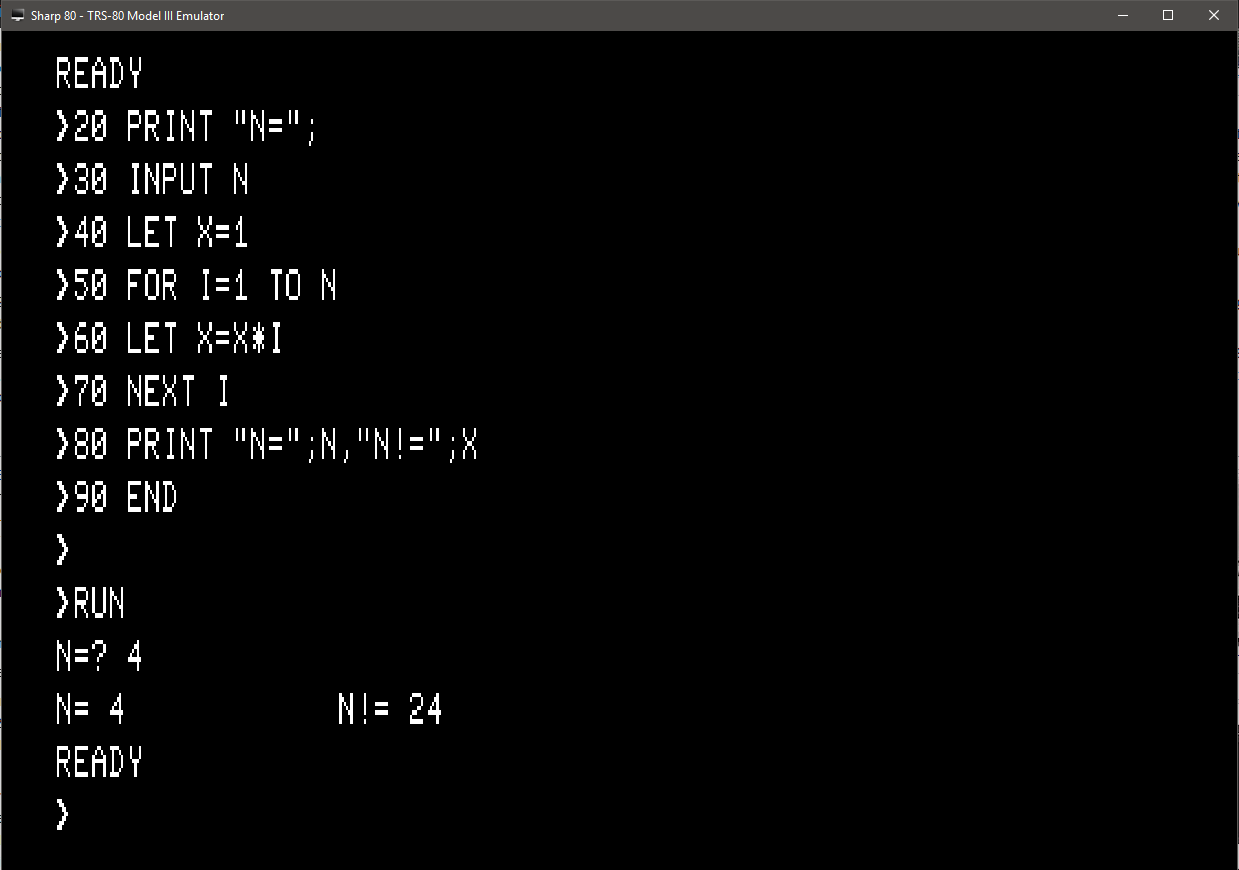 Sharp 80 - TRS-80 Model III Emulator
READY
>20 PRINT "N=";
>30 INPUT N
>40 LET X=1
>50 FOR I=1 TO N
>60 LET X=X*I
>70 NEXT I
>80 PRINT "N=";N,"N!=";X
>90 END
>
>RUN
N=? 4
N= 4            N!= 24
READY
>